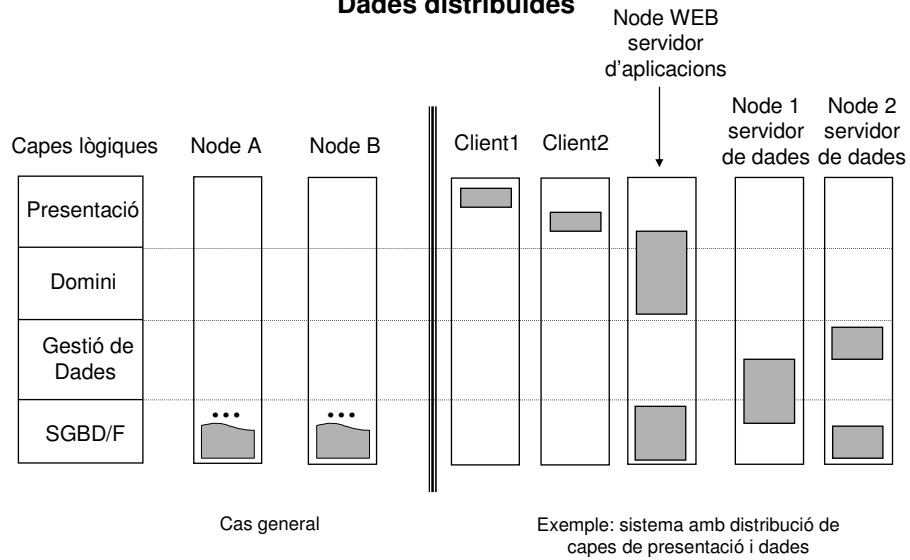 Dades distribuïdes
Node WEB
servidor
d'aplicacions
Capes lògiques
Node A
Node B
Client1
Client2
Node 1
servidor
de dades
Node 2
servidor
de dades
Presentació
Domini
Gestió de
Dades
SGBD/F
•••
•••
Cas general
Exemple: sistema amb distribució de
capes de presentació i dades